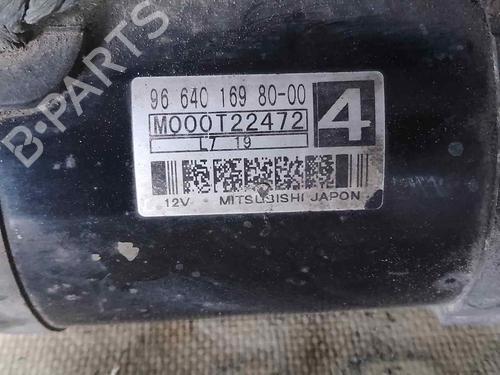 B-PARTS
96 640 169 80-00
M000T22472
4
L7 19
12V MITSUBISHI JAPON